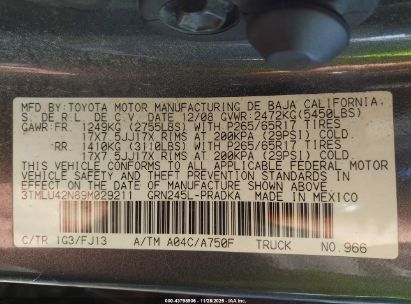 MFD.BY:TOYOTA MOTOR MANUFACTURING DE BAJA CALIFORNIA
S. DE R.L. DE C.V. 12/08 GVWR:2472KG(5450LBS)
GAWR:FR. 1249KG (2755LBS) WITH P265/65R17 TIRES
17X7.5JJ17X RIMS AT 200KPA (29PSI) COLD
RR. 1410KG (3110LBS) WITH P265/65R17 TIRES
17X7.5JJ17X RIMS AT 200KPA (29PSI) COLD
THIS VEHICLE CONFORMS TO ALL APPLICABLE FEDERAL MOTOR
VEHICLE SAFETY STANDARDS IN EFFECT ON THE DATE OF
MANUFACTURE SHOWN ABOVE.
3TMLU42N89M029211 GRN245L-PRADKA MADE IN MEXICO
C/TR 1G3/FJ13 A/TM A04C/A750F TRUCK NO.966